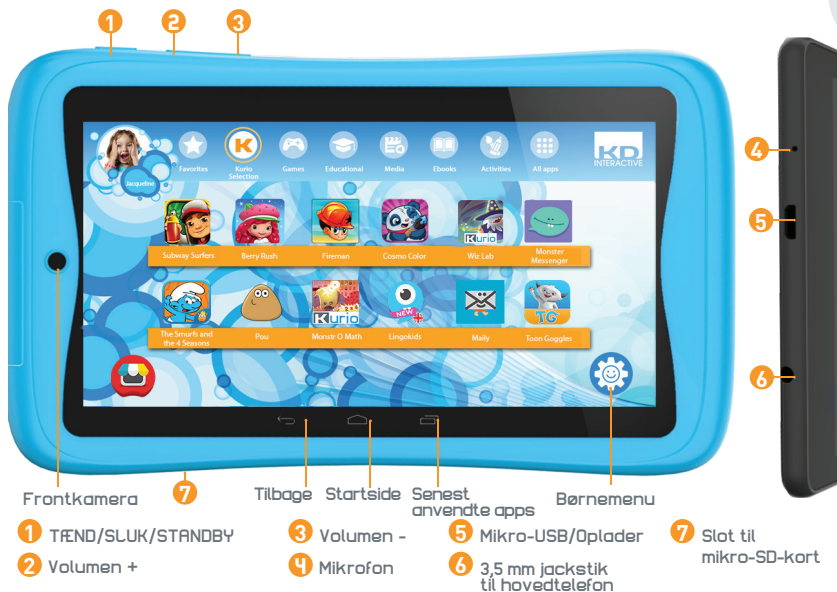 1
2
3
Favorites
Kurio
Selection
Games
Educational
Media
Ebooks
Activities
All apps
K
KD
INTERACTIVE
Jacqueline
4
5
6
Kurio
Subway Surfers
Berry Rush
Fireman
Cosmo Color
Wiz Lab
Monster
Messenger
Kurio
NEW
TG
The Smurfs and
the 4 Seasons
Pou
Monstr O Math
Lingokids
Maily
Toon Goggles
7
Frontkamera
Tilbage
Startside
Senest
anvendte apps
Børnemenu
1 TÆND/SLUK/STANDBY
2 Volumen +
3 Volumen -
4 Mikrofon
5 Mikro-USB/Oplader
6 3,5 mm jackstik
til hovedtelefon
7 Slot til
mikro-SD-kort